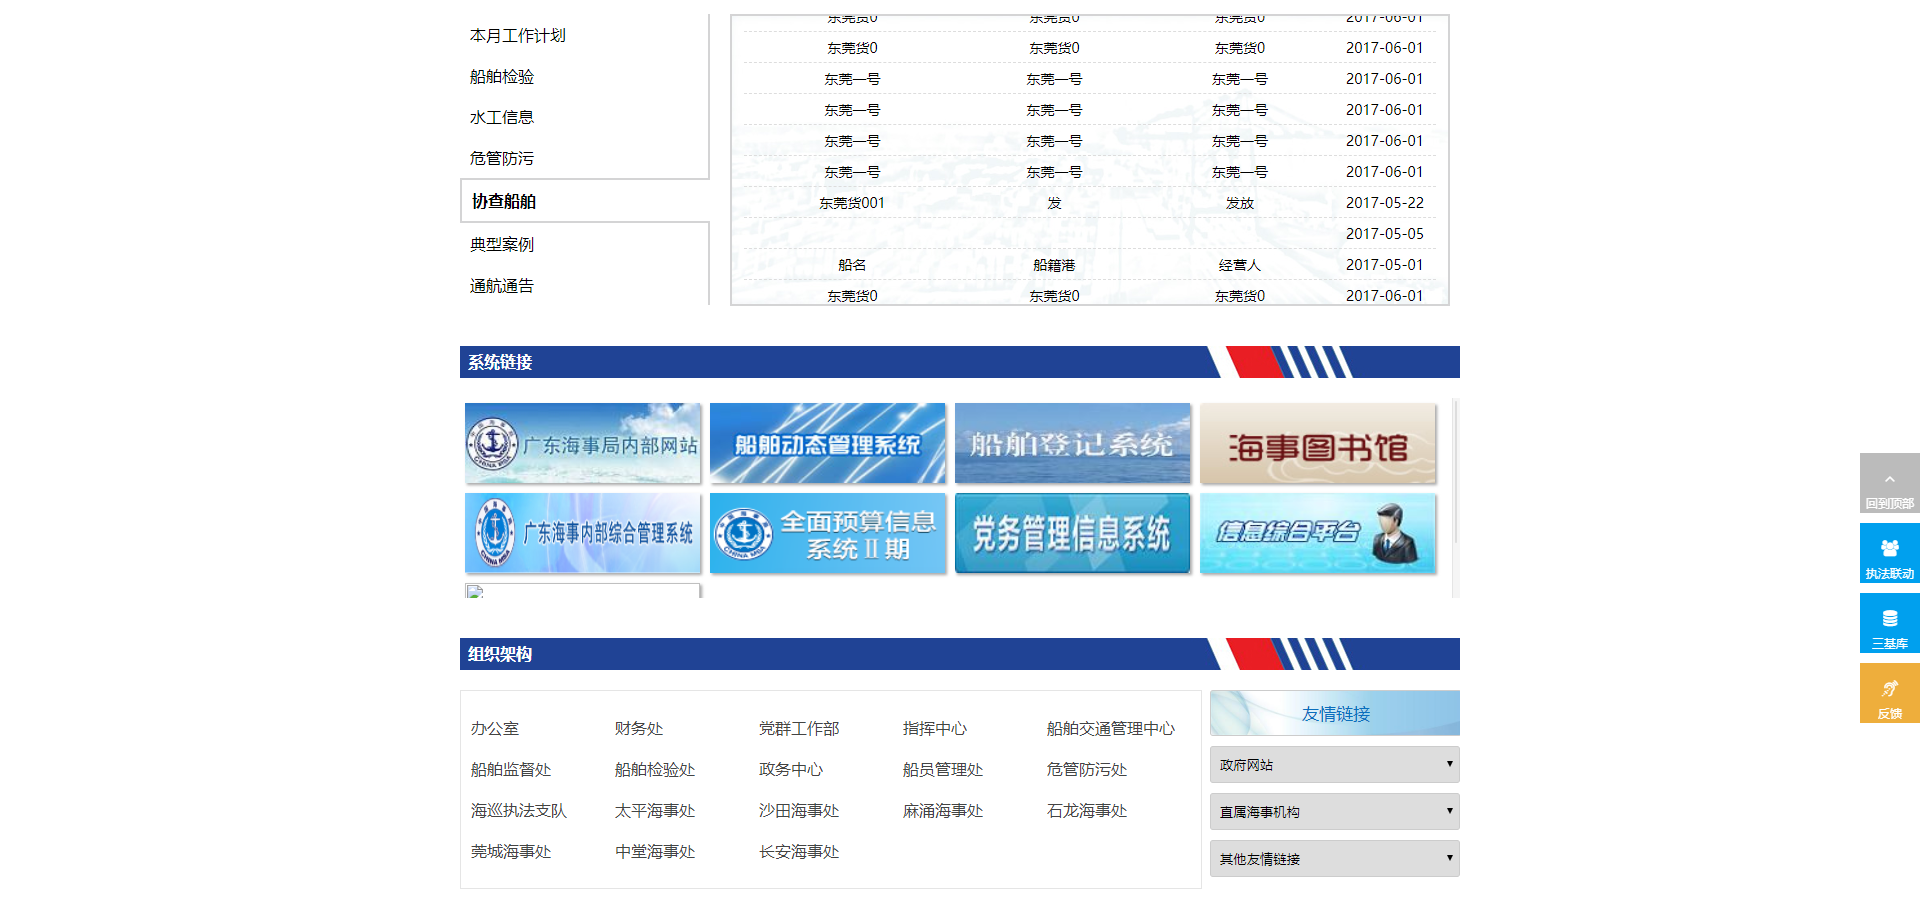 本月工作计划
船舶检验
水工信息
危管防污
协查船舶
典型案例
通航通告
东莞货0 东莞货0 东莞货0 2017-06-01
东莞货0 东莞货0 东莞货0 2017-06-01
东莞一号 东莞一号 东莞一号 2017-06-01
东莞一号 东莞一号 东莞一号 2017-06-01
东莞一号 东莞一号 东莞一号 2017-06-01
东莞一号 东莞一号 东莞一号 2017-06-01
东莞货001 发 发放 2017-05-22
2017-05-05
船名 船籍港 经营人 2017-05-01
东莞货0 东莞货0 东莞货0 2017-06-01
系统链接
广东海事局内部网站 船舶动态管理系统 船舶登记系统 海事图书馆
CHINA MSA
广东海事内部综合管理系统 全面预算信息系统Ⅱ期 党务管理信息系统 信息综合平台
CHINA MSA
组织架构
办公室 财务处 党群工作部 指挥中心 船舶交通管理中心
船舶监督处 船舶检验处 政务中心 船员管理处 危管防污处
海巡执法支队 太平海事处 沙田海事处 麻涌海事处 石龙海事处
莞城海事处 中堂海事处 长安海事处
友情链接
政府网站
直属海事机构
其他友情链接
回到顶部
执法联动
三基库
反馈